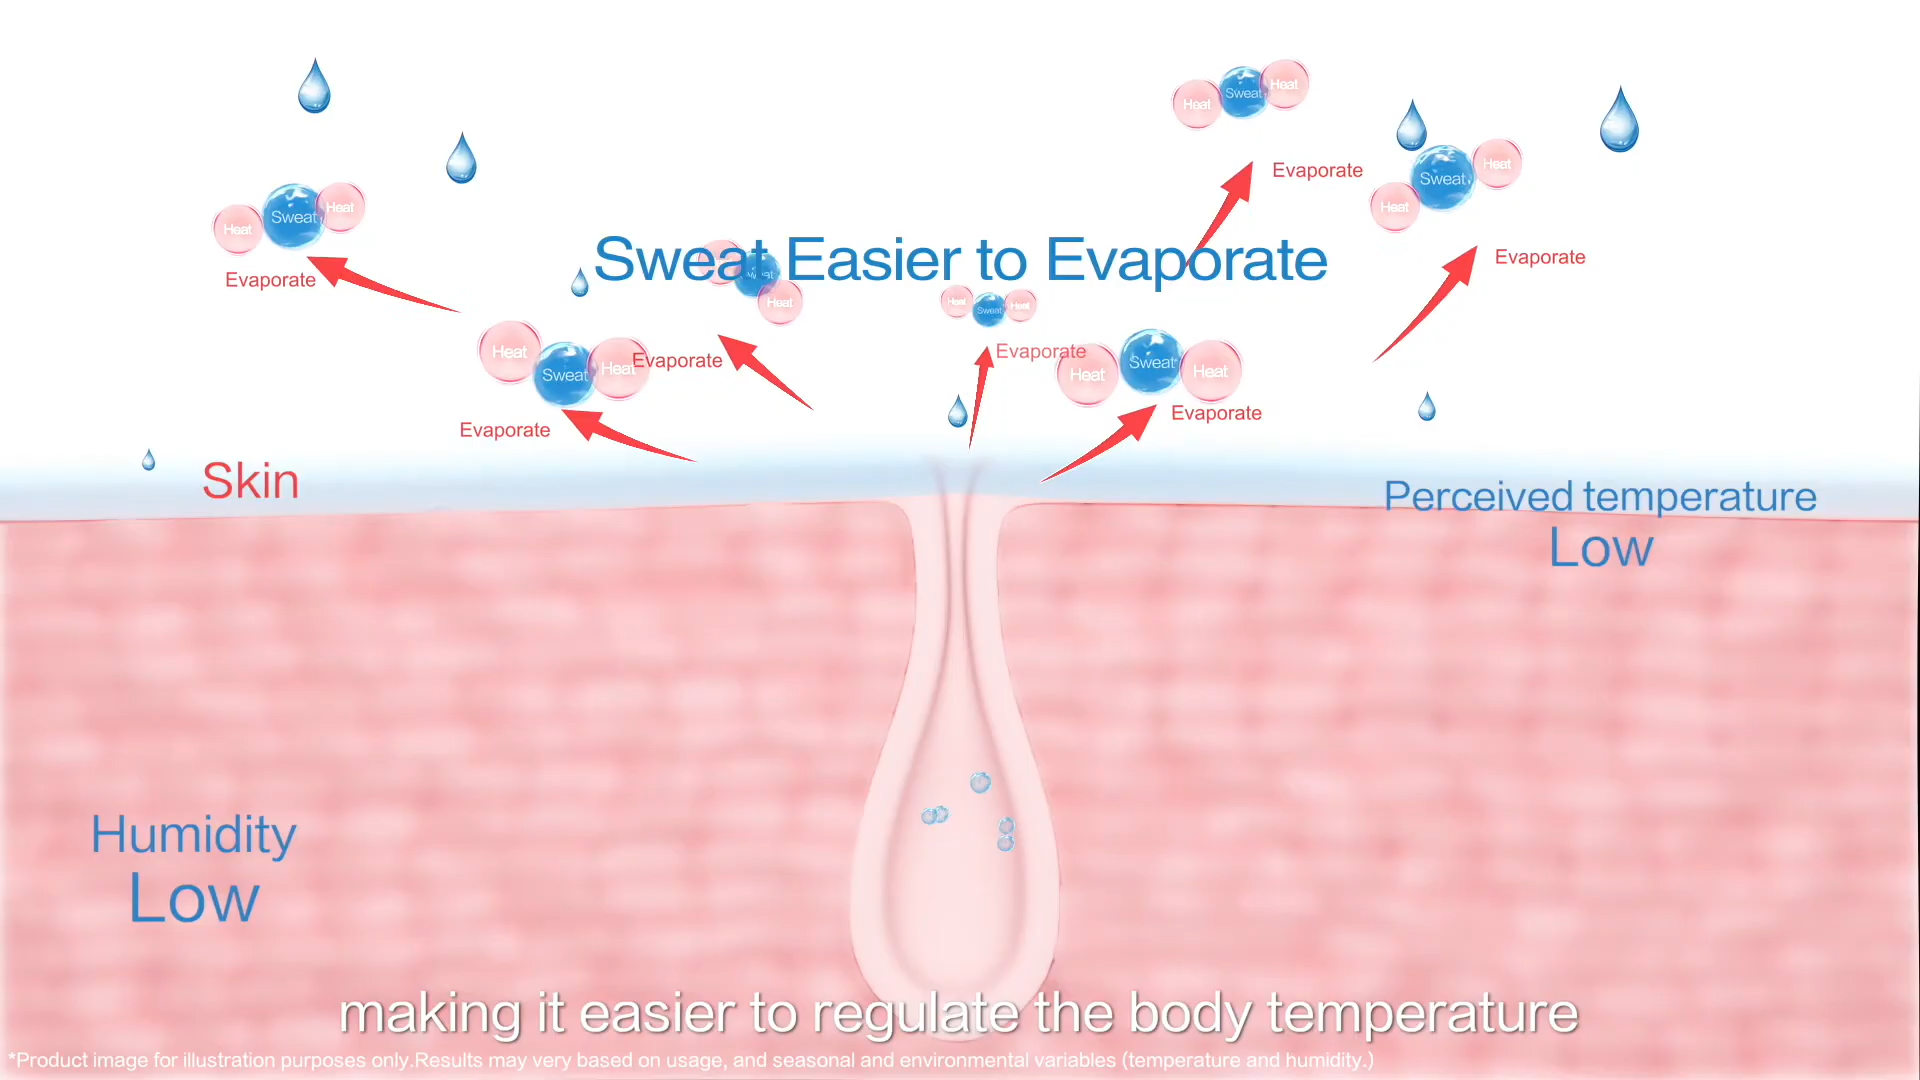 Heat Sweat Heat
Heat Sweat Heat
Evaporate
Heat Sweat Heat
Evaporate
Sweat Easier to Evaporate
Evaporate
Sweat
Heat
Evaporate
Heat Sweat Heat
Evaporate
Heat Sweat Heat
Evaporate
Heat Sweat Heat
Evaporate
Evaporate
Skin
Perceived temperature
Low
Humidity
Low
making it easier to regulate the body temperature
*Product image for illustration purposes only.Results may very based on usage, and seasonal and environmental variables (temperature and humidity.)